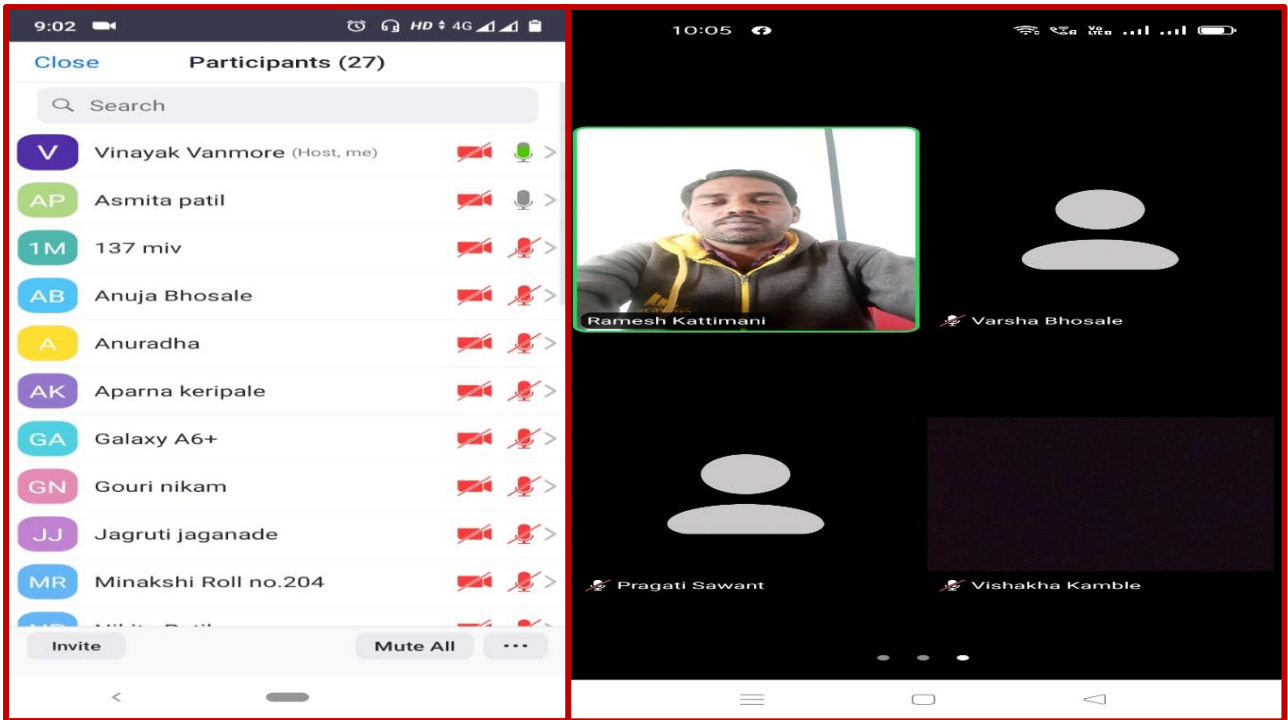 9:02
HD 4G
Close Participants (27)
Search
V Vinayak Vanmore (Host, me)
AP Asmita patil
1M 137 miv
AB Anuja Bhosale
A Anuradha
AK Aparna keripale
GA Galaxy A6+
GN Gouri nikam
JJ Jagruti jaganade
MR Minakshi Roll no.204
Invite Mute All ...
10:05
Ramesh Kattimani
Varsha Bhosale
Pragati Sawant
Vishakha Kamble